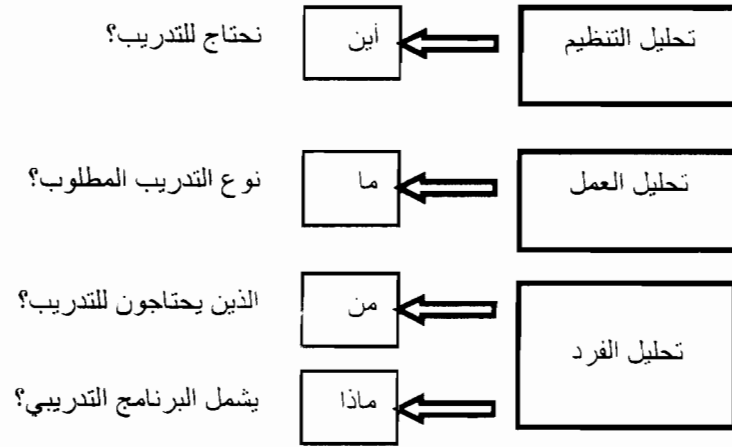 تحليل التنظيم
أين
نحتاج للتدريب؟
تحليل العمل
ما
نوع التدريب المطلوب؟
تحليل الفرد
من
الذين يحتاجون للتدريب؟
ماذا
يشمل البرنامج التدريبي؟